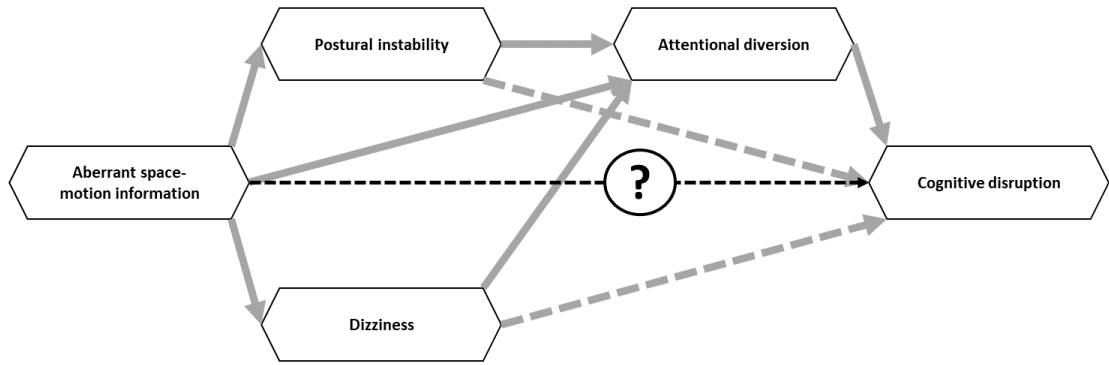 Postural instability
Attentional diversion
Aberrant space-
motion information
?
Cognitive disruption
Dizziness